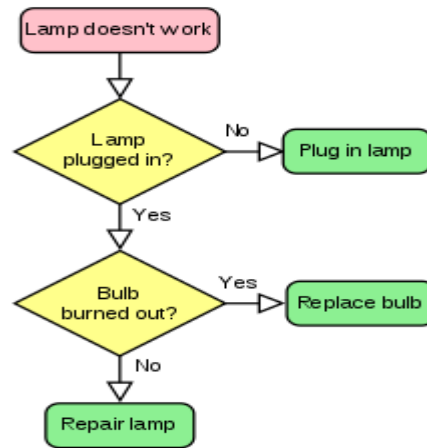 Lamp doesn't work
Lamp
plugged in?
No
Plug in lamp
Yes
Bulb
burned out?
Yes
Replace bulb
No
Repair lamp